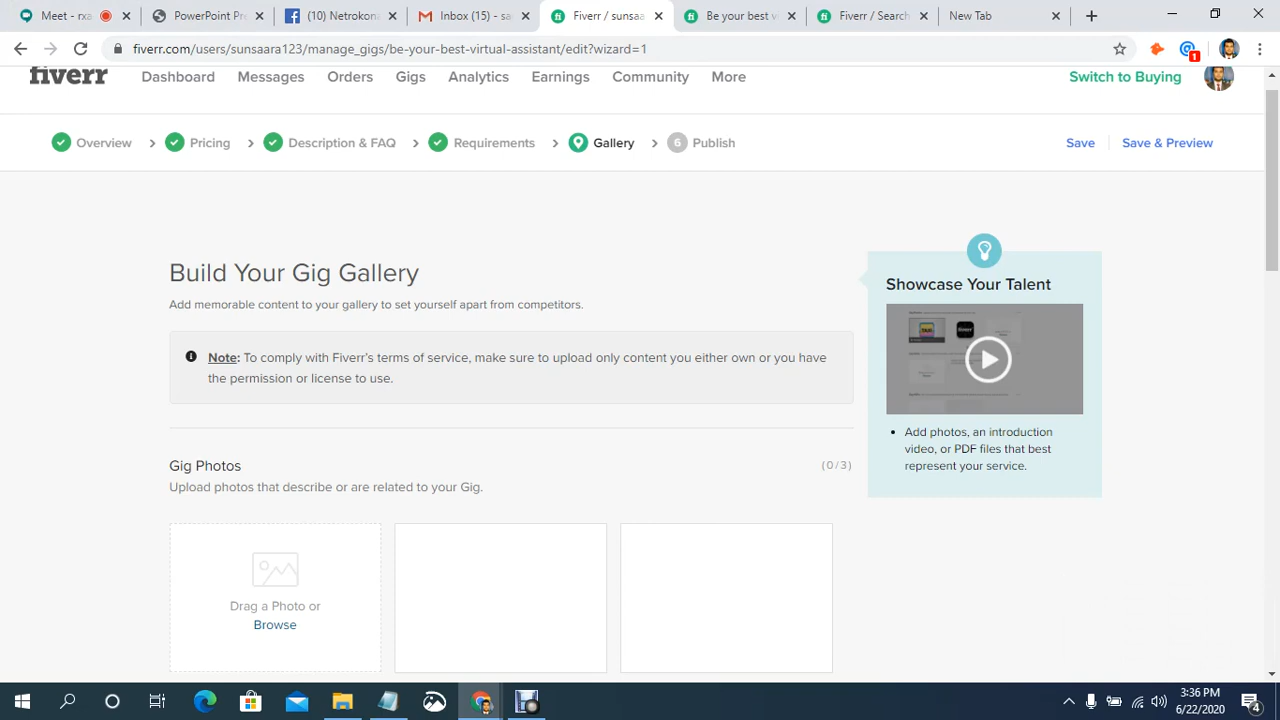 Meet - rxa
PowerPoint Pr
(10) Netrokon
Inbox (15) - sa
Fiverr / sunsaa
Be your best v
Fiverr / Search
New Tab
fiverr.com/users/sunsaara123/manage_gigs/be-your-best-virtual-assistant/edit?wizard=1
1
fiverr
Dashboard
Messages
Orders
Gigs
Analytics
Earnings
Community
More
Switch to Buying
Overview
Pricing
Description & FAQ
Requirements
Gallery
6 Publish
Save
Save & Preview
Build Your Gig Gallery
Add memorable content to your gallery to set yourself apart from competitors.
Note: To comply with Fiverr's terms of service, make sure to upload only content you either own or you have
the permission or license to use.
Showcase Your Talent
Add photos, an introduction
video, or PDF files that best
represent your service.
Gig Photos
(0/3)
Upload photos that describe or are related to your Gig.
Drag a Photo or
Browse
3:36 PM
6/22/2020
4